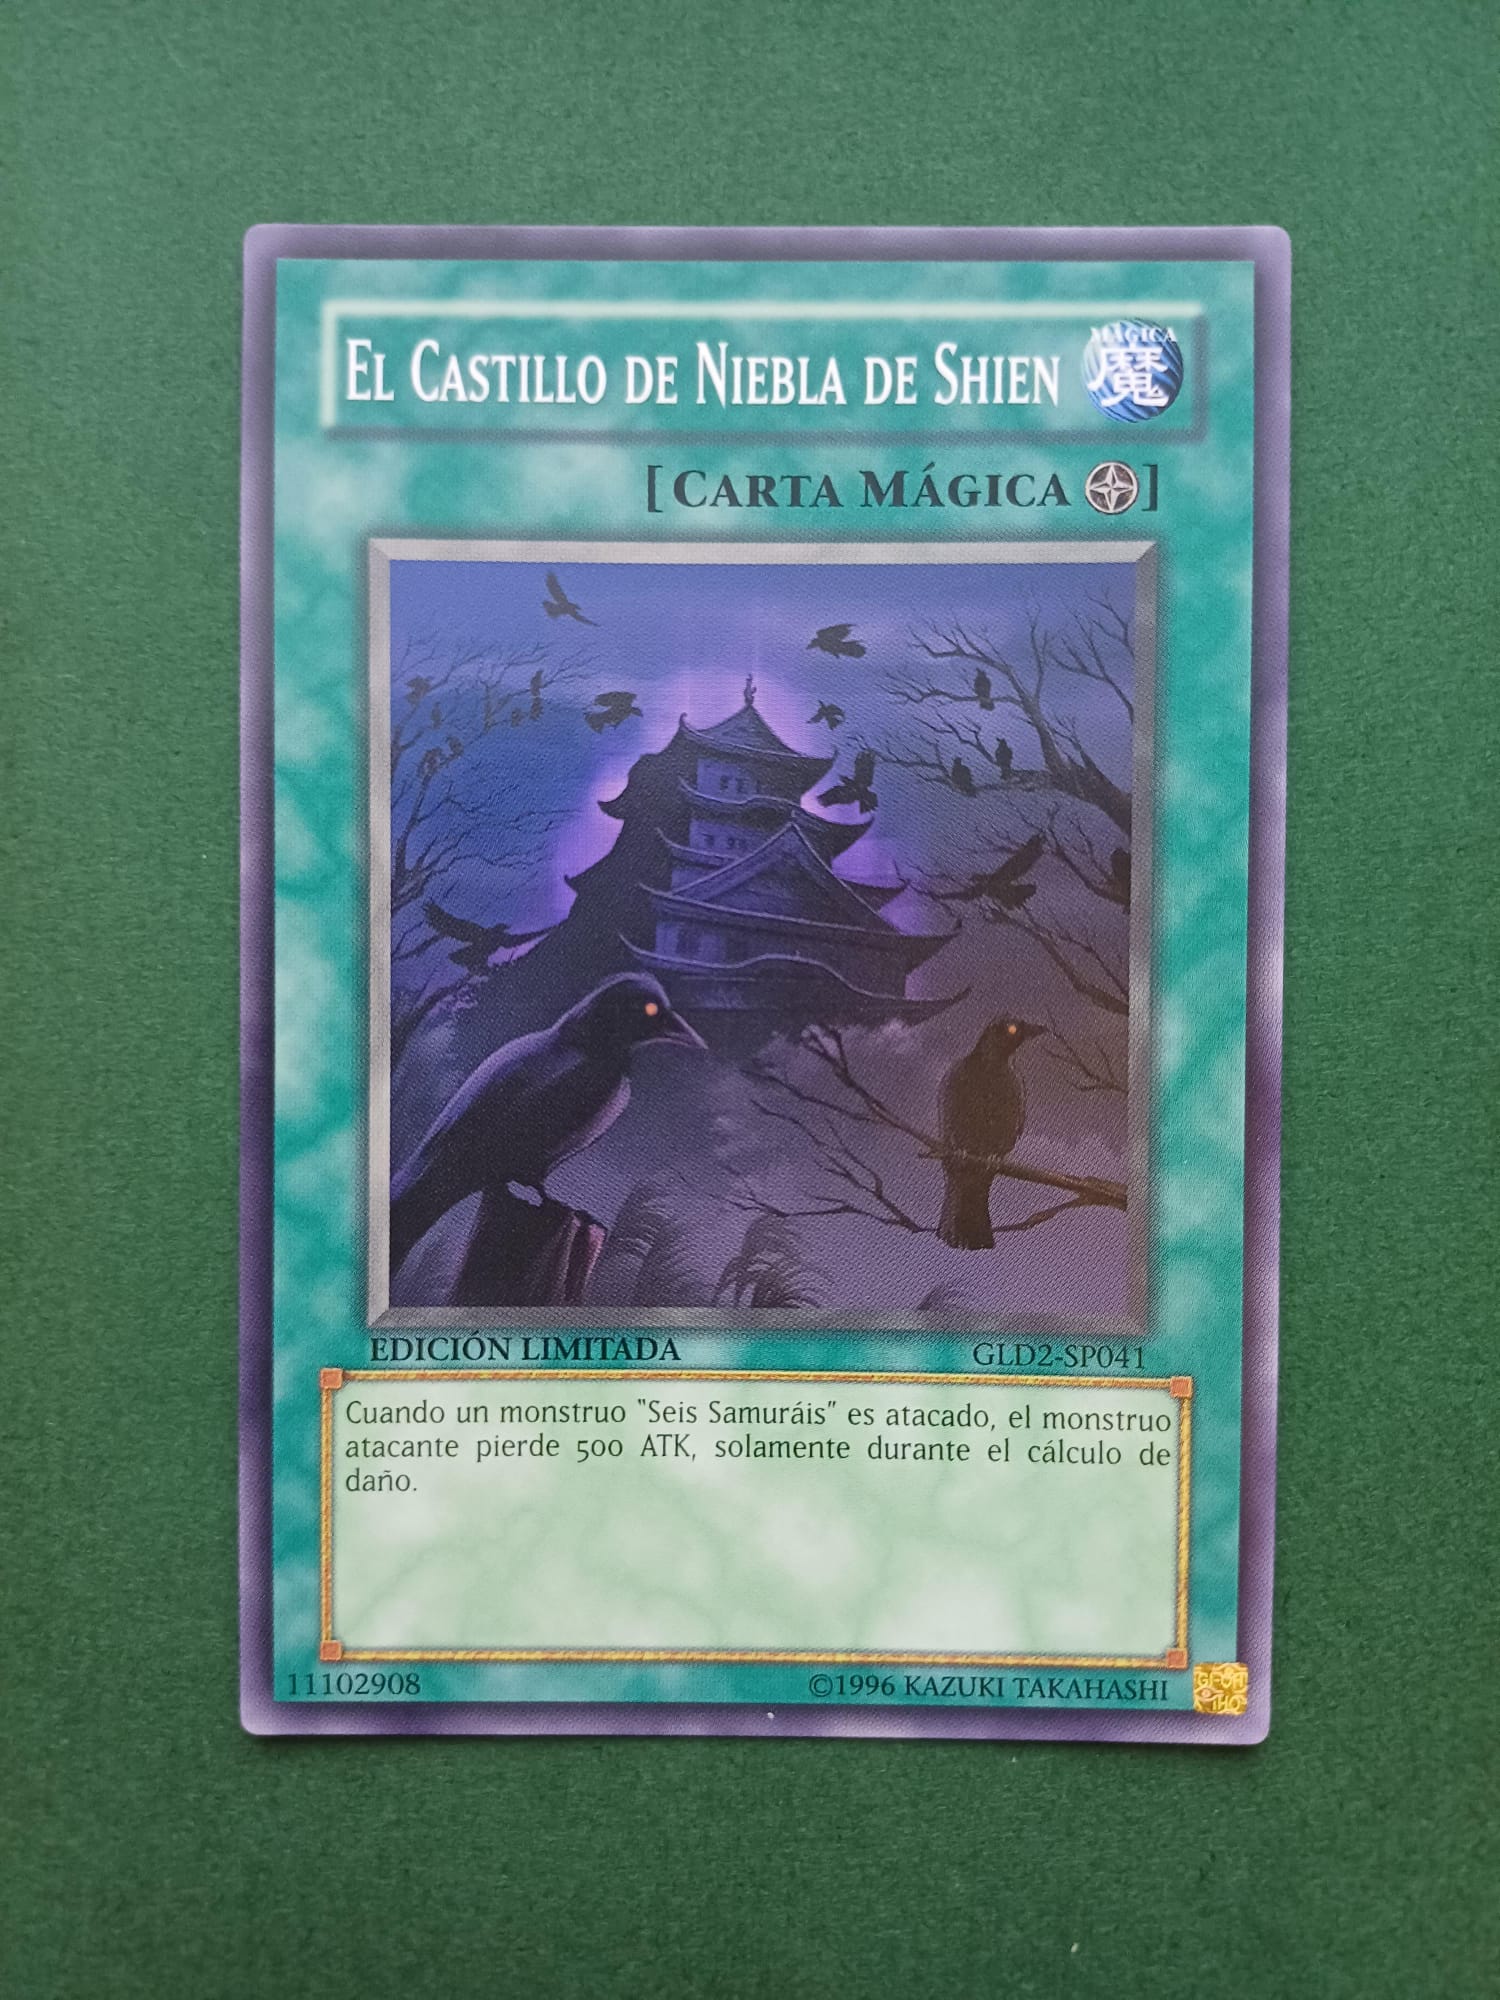 EL CASTILLO DE NIEBLA DE SHIEN
MÁGICA
魔
[CARTA MÁGICA]
EDICIÓN LIMITADA
GLD2-SP041
Cuando un monstruo "Seis Samuráis" es atacado, el monstruo
atacante pierde 500 ATK, solamente durante el cálculo de
daño.
11102908
©1996 KAZUKI TAKAHASHI